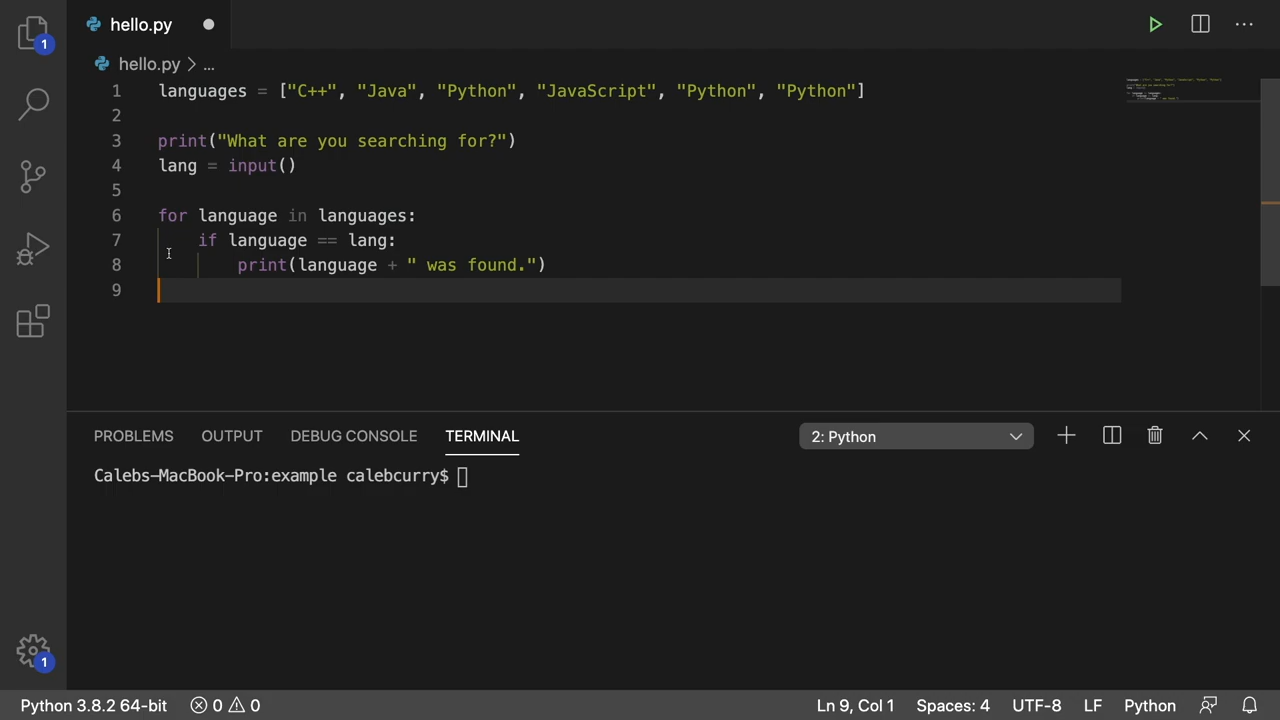 hello.py
1
hello.py > ...
1 languages = ["C++", "Java", "Python", "JavaScript", "Python", "Python"]
2
3 print("What are you searching for?")
4 lang = input()
5
6 for language in languages:
7     if language == lang:
8         print(language + " was found.")
9
PROBLEMS OUTPUT DEBUG CONSOLE TERMINAL 2: Python
Calebs-MacBook-Pro:example calebcurry$
1
Python 3.8.2 64-bit 0 0 Ln 9, Col 1 Spaces: 4 UTF-8 LF Python